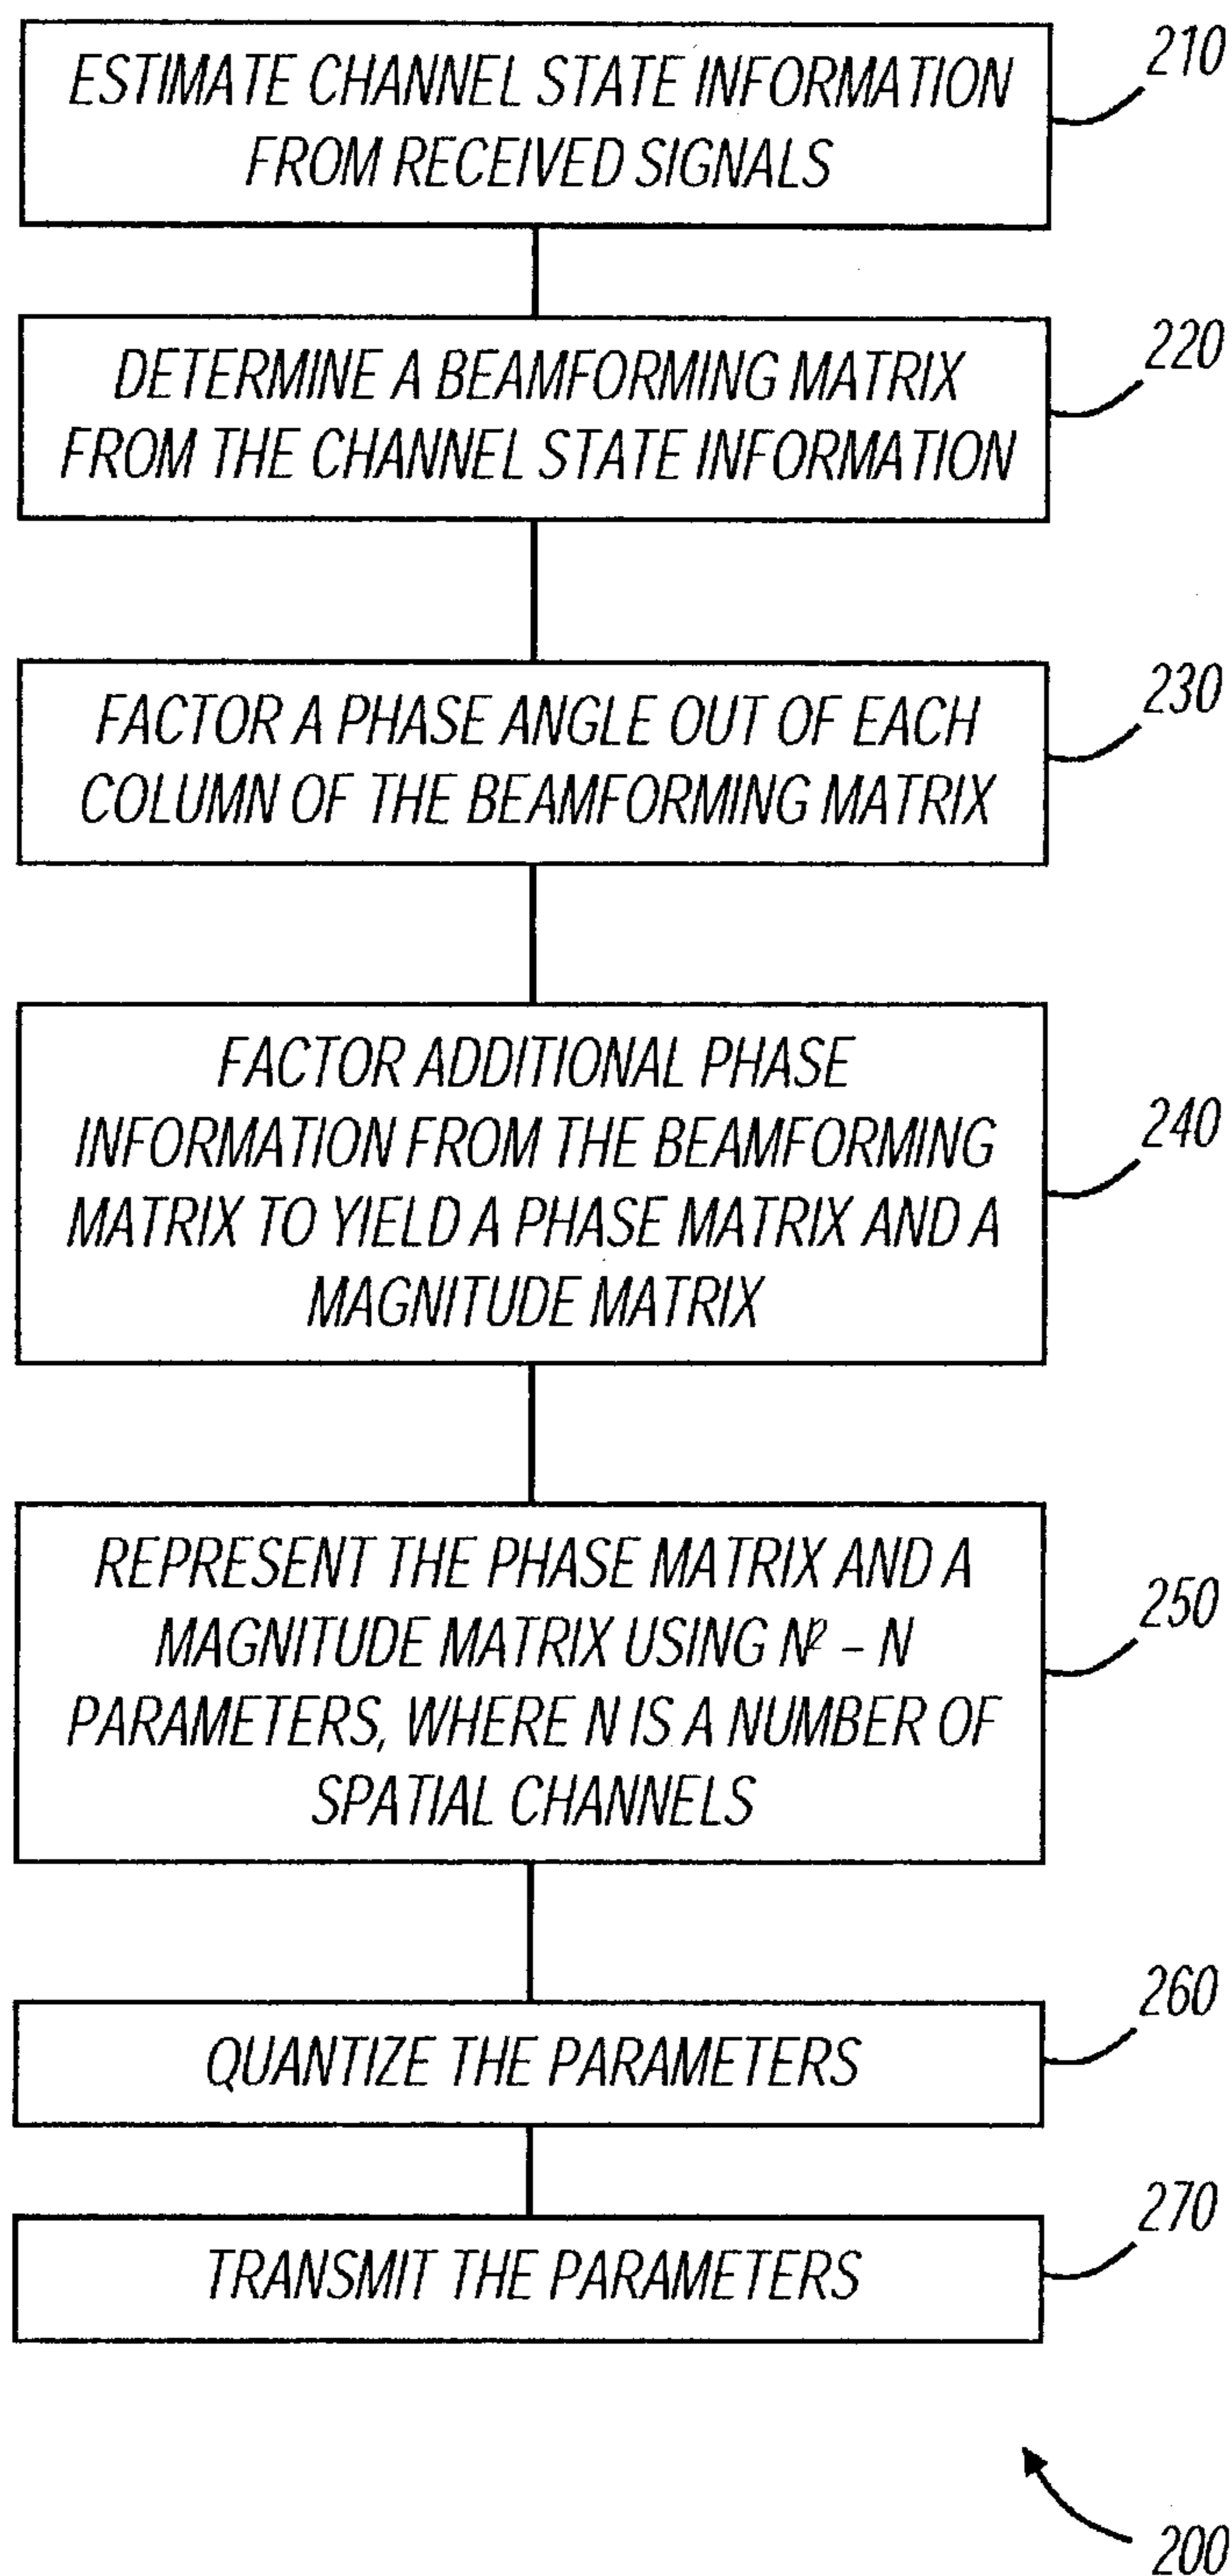 ESTIMATE CHANNEL STATE INFORMATION
FROM RECEIVED SIGNALS
210
DETERMINE A BEAMFORMING MATRIX
FROM THE CHANNEL STATE INFORMATION
220
FACTOR A PHASE ANGLE OUT OF EACH
COLUMN OF THE BEAMFORMING MATRIX
230
FACTOR ADDITIONAL PHASE
INFORMATION FROM THE BEAMFORMING
MATRIX TO YIELD A PHASE MATRIX AND A
MAGNITUDE MATRIX
240
REPRESENT THE PHASE MATRIX AND A
MAGNITUDE MATRIX USING N² – N
PARAMETERS, WHERE N IS A NUMBER OF
SPATIAL CHANNELS
250
QUANTIZE THE PARAMETERS
260
TRANSMIT THE PARAMETERS
270
200